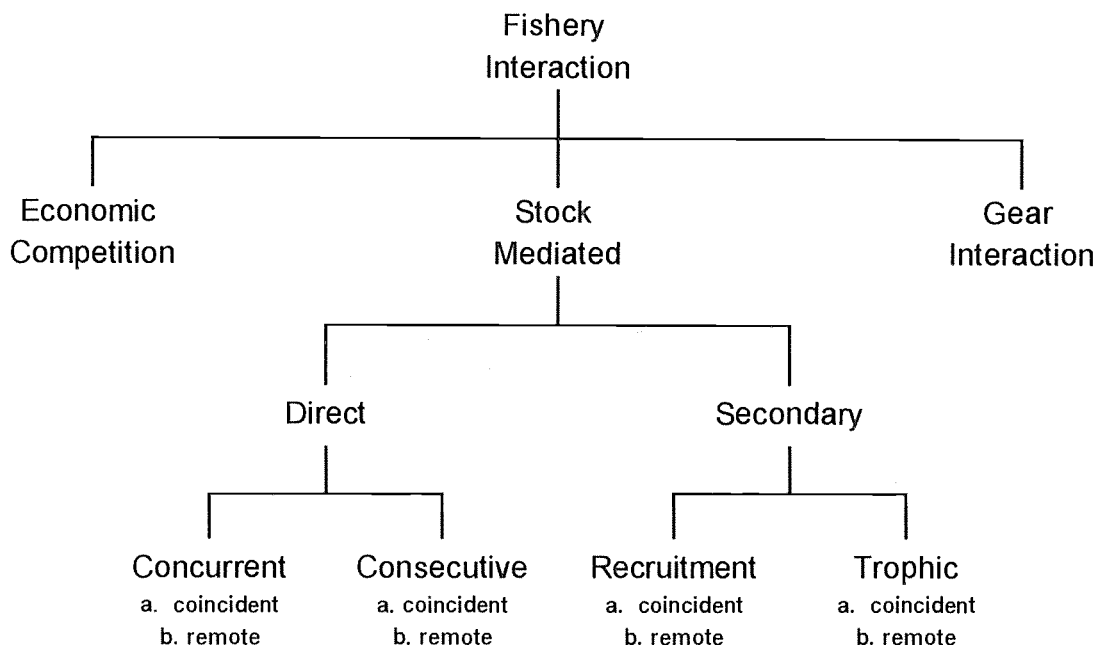 Fishery
Interaction
Economic
Competition
Stock
Mediated
Gear
Interaction
Direct
Secondary
Concurrent
a. coincident
b. remote
Consecutive
a. coincident
b. remote
Recruitment
a. coincident
b. remote
Trophic
a. coincident
b. remote